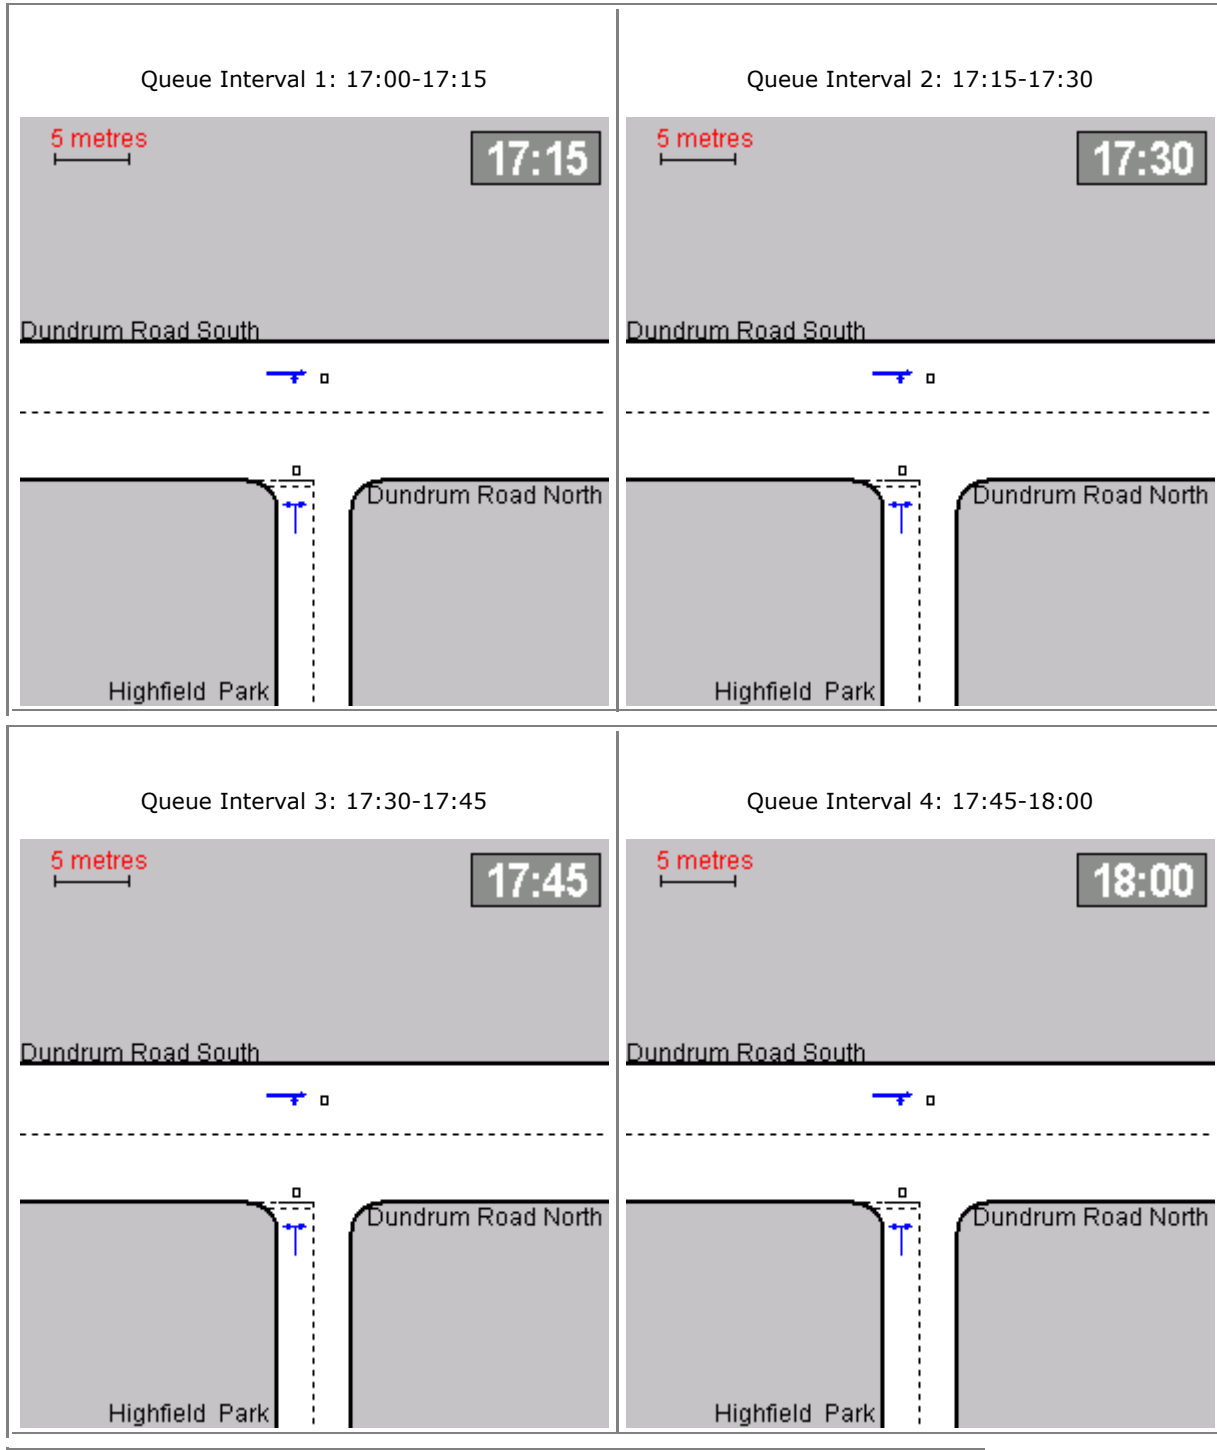 Queue Interval 1: 17:00-17:15
5 metres
17:15
Dundrum Road South
Dundrum Road North
Highfield Park
Queue Interval 2: 17:15-17:30
5 metres
17:30
Dundrum Road South
Dundrum Road North
Highfield Park
Queue Interval 3: 17:30-17:45
5 metres
17:45
Dundrum Road South
Dundrum Road North
Highfield Park
Queue Interval 4: 17:45-18:00
5 metres
18:00
Dundrum Road South
Dundrum Road North
Highfield Park